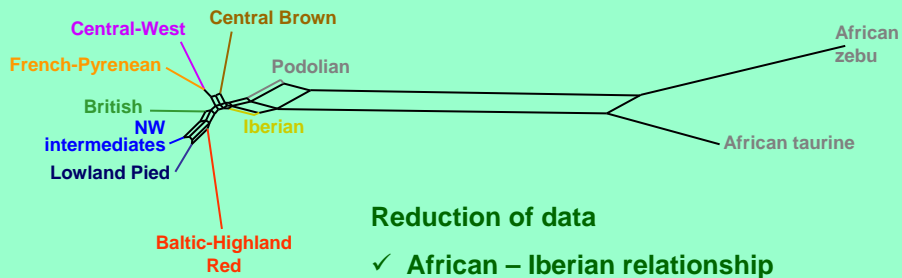 Central Brown
Central-West
African
zebu
French-Pyrenean
Podolian
British
Iberian
NW
intermediates
African taurine
Lowland Pied
Baltic-Highland
Red
Reduction of data
✓ African – Iberian relationship